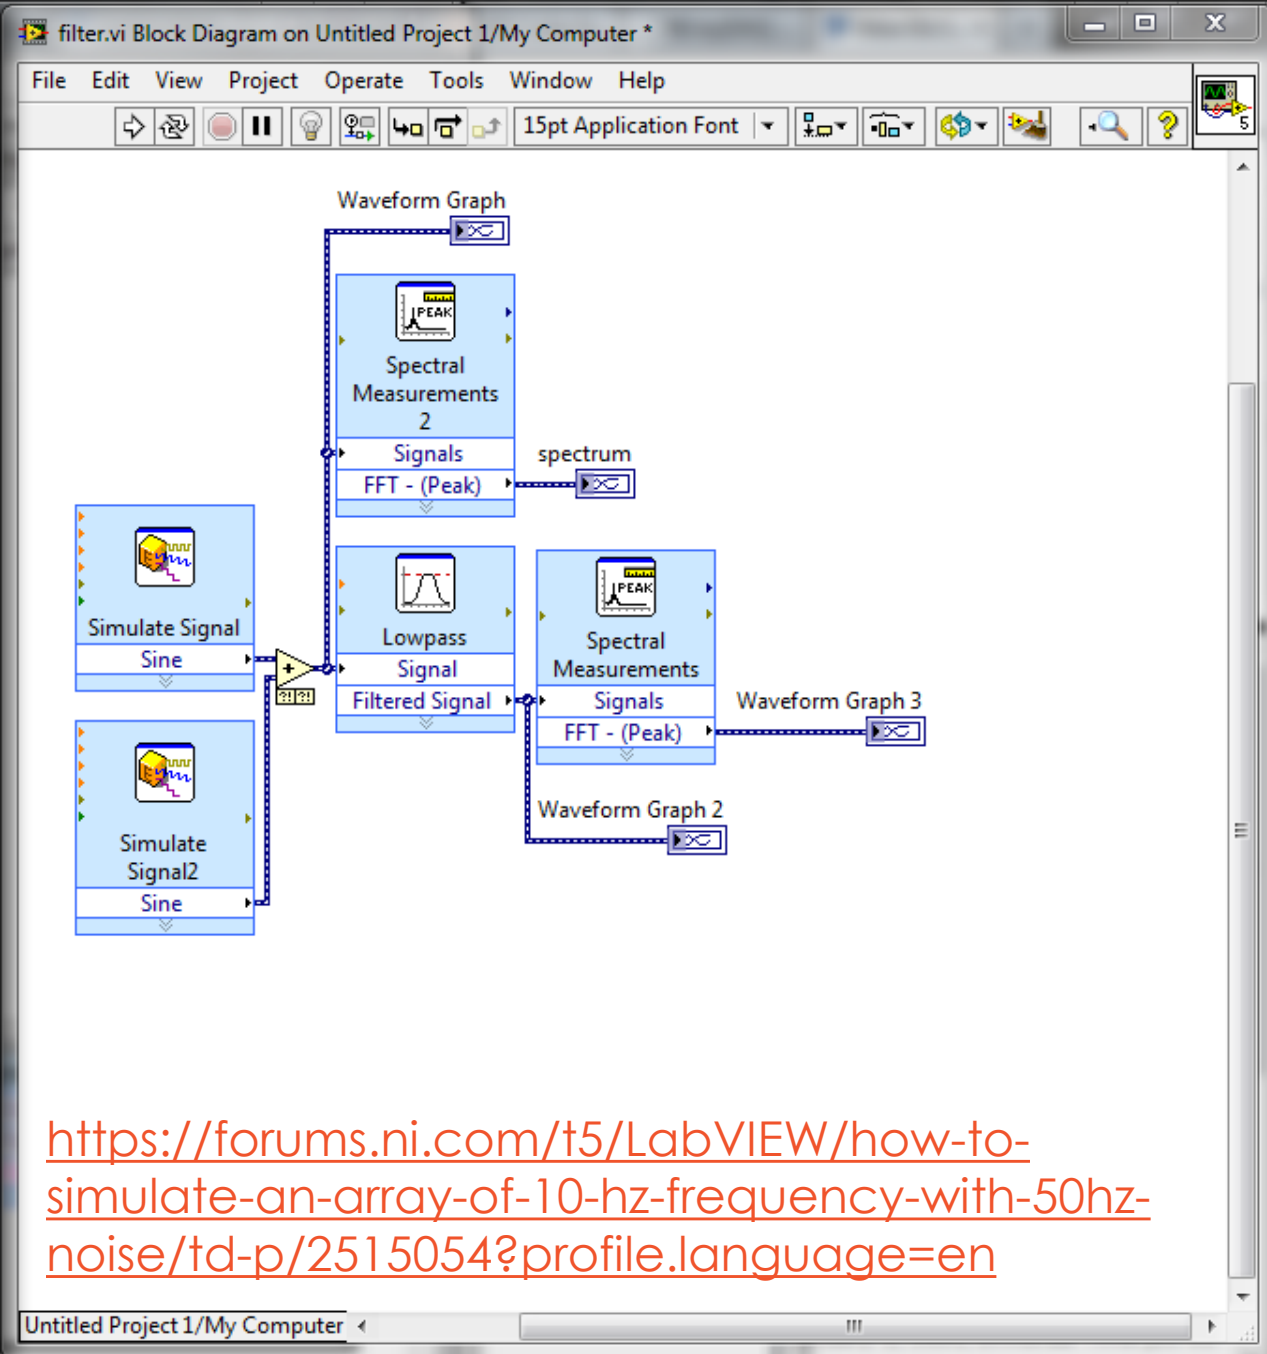 filter.vi Block Diagram on Untitled Project 1/My Computer *
File Edit View Project Operate Tools Window Help
15pt Application Font
5
Waveform Graph
PEAK
Spectral
Measurements
2
Signals
FFT - (Peak)
spectrum
Simulate Signal
Sine
+
?! ?!
Lowpass
Signal
Filtered Signal
PEAK
Spectral
Measurements
Signals
FFT - (Peak)
Waveform Graph 3
Waveform Graph 2
Simulate
Signal2
Sine
https://forums.ni.com/t5/LabVIEW/how-to-
simulate-an-array-of-10-hz-frequency-with-50hz-
noise/td-p/2515054?profile.language=en
Untitled Project 1/My Computer